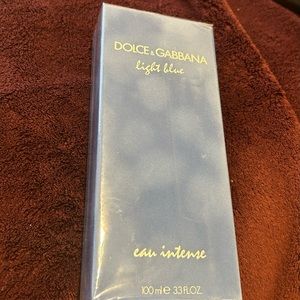 DOLCE & GABBANA
light blue
eau intense
100 ml e 3.3 FL.OZ.